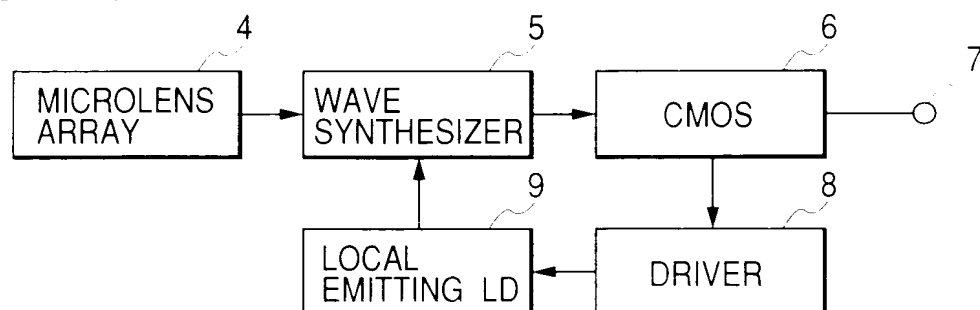 4
5
6
7
MICROLENS
ARRAY
WAVE
SYNTHESIZER
CMOS
9
8
LOCAL
EMITTING LD
DRIVER